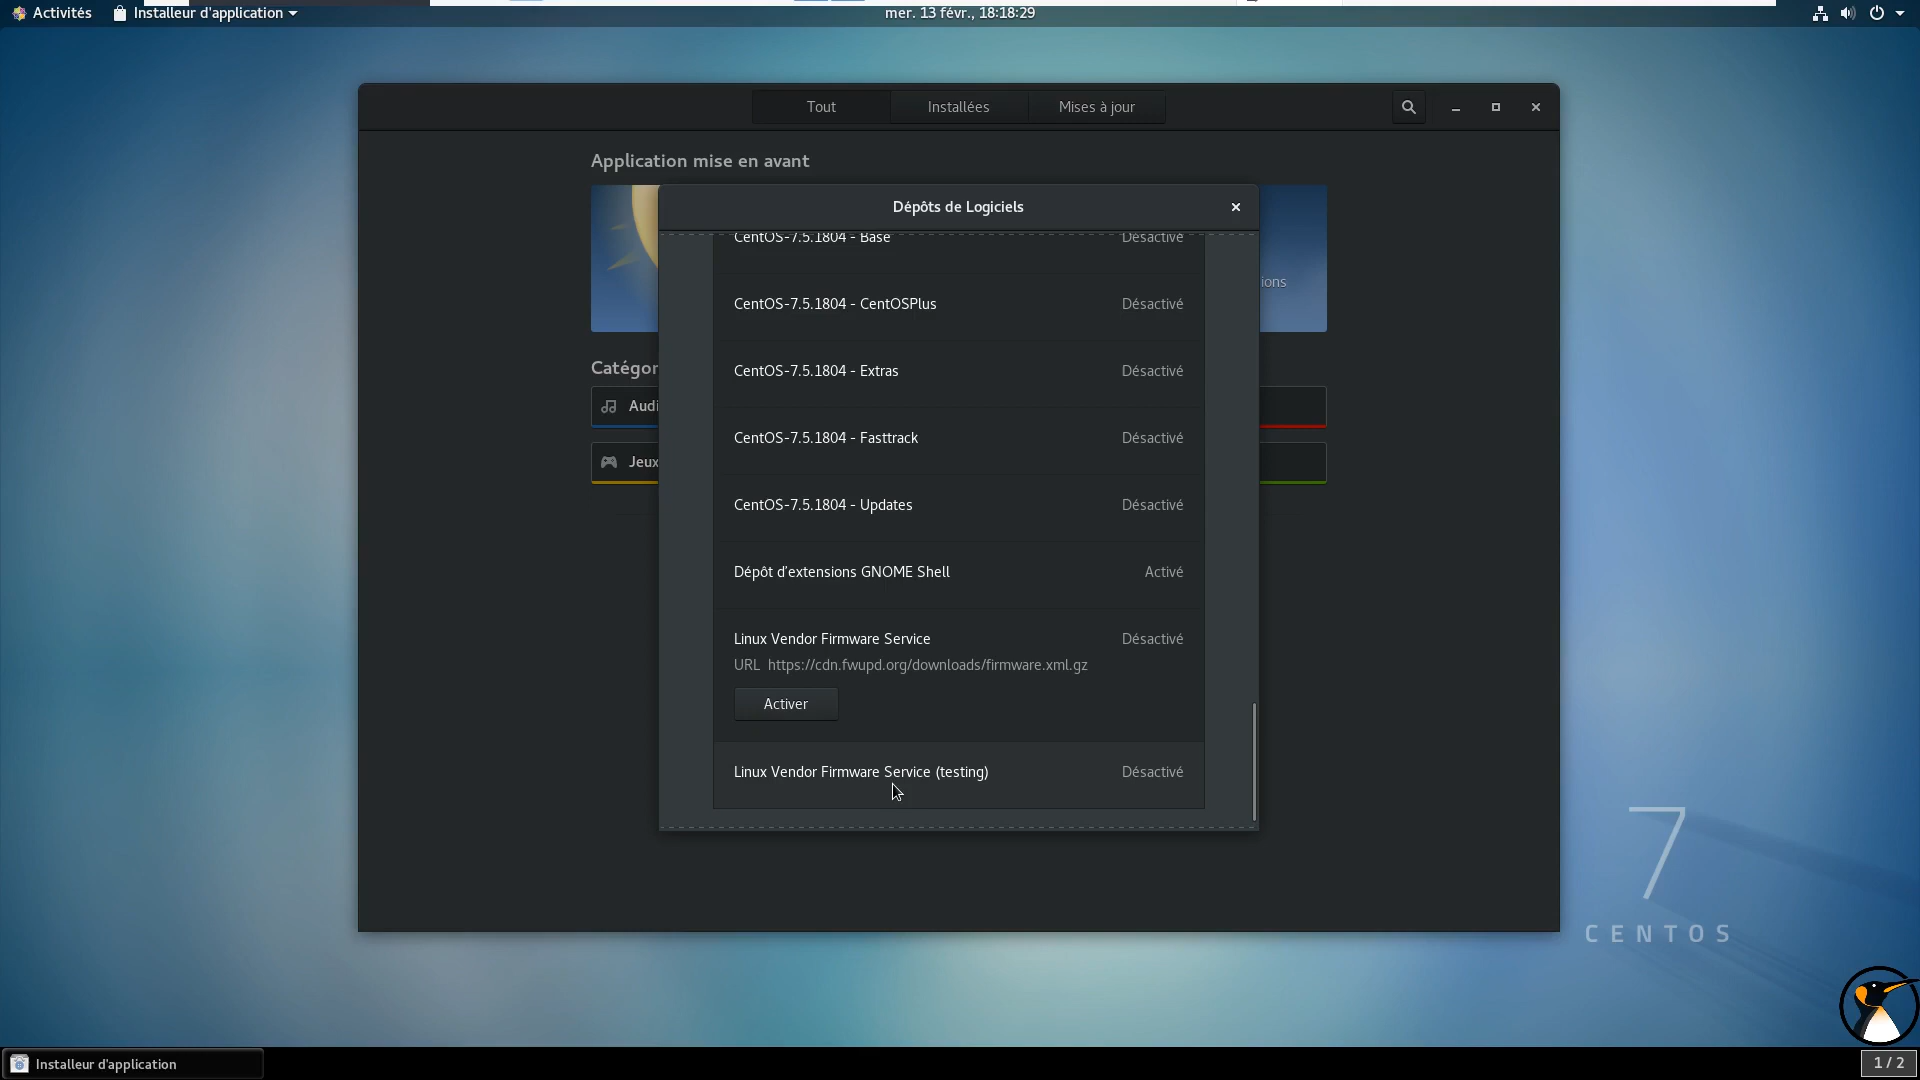 Activités
Installeur d'application
mer. 13 févr., 18:18:29
Tout
Installées
Mises à jour
Application mise en avant
Dépôts de Logiciels
CentOS-7.5.1804 - Base
Désactivé
ions
CentOS-7.5.1804 - CentOSPlus
Désactivé
Catégor
CentOS-7.5.1804 - Extras
Désactivé
Audi
CentOS-7.5.1804 - Fasttrack
Désactivé
Jeux
CentOS-7.5.1804 - Updates
Désactivé
Dépôt d'extensions GNOME Shell
Activé
Linux Vendor Firmware Service
Désactivé
URL https://cdn.fwupd.org/downloads/firmware.xml.gz
Activer
Linux Vendor Firmware Service (testing)
Désactivé
7
CENTOS
Installeur d'application
1 / 2